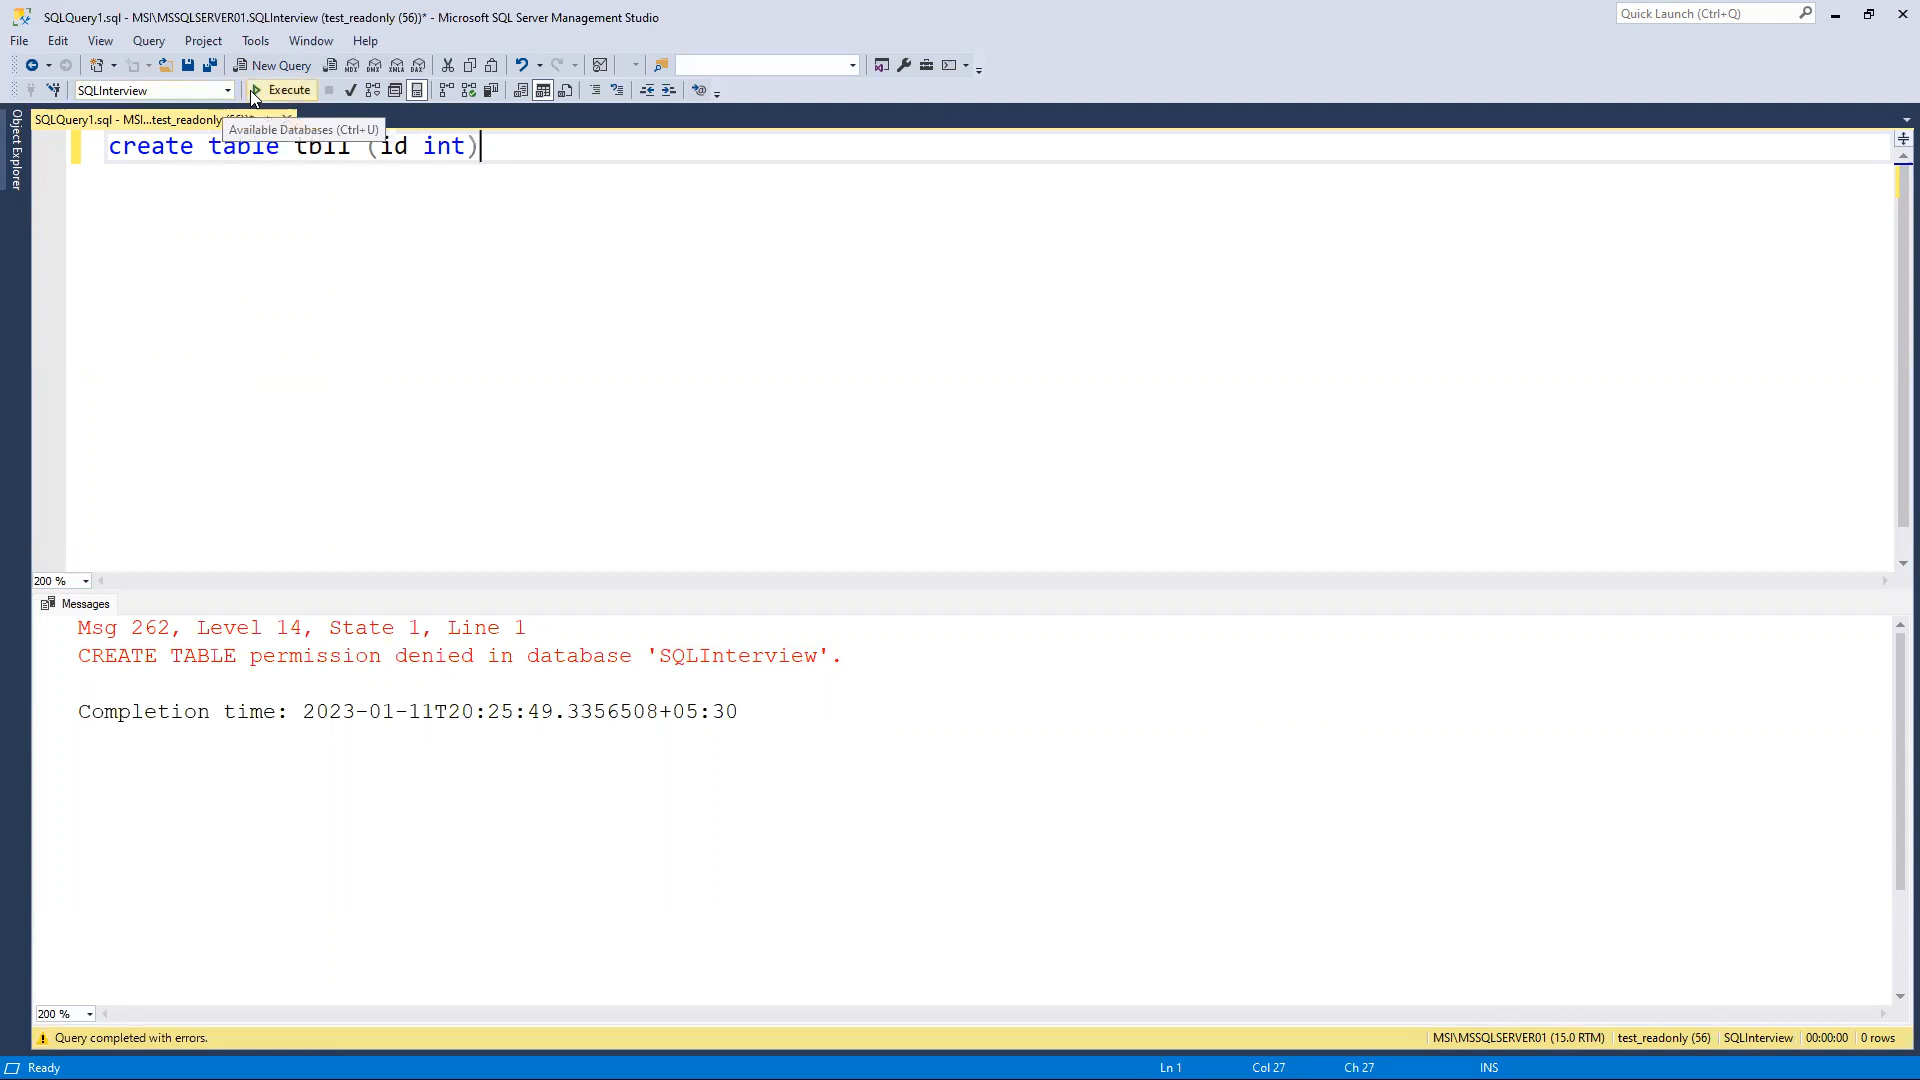 SQLQuery1.sql - MSI\MSSQLSERVER01.SQLInterview (test_readonly (56))* - Microsoft SQL Server Management Studio
Quick Launch (Ctrl+Q)
File Edit View Query Project Tools Window Help
New Query
SQLInterview
Execute
SQLQuery1.sql - MSI...test_readonly
Available Databases (Ctrl+U)
Object Explorer
create table (id int)
200 %
Messages
Msg 262, Level 14, State 1, Line 1
CREATE TABLE permission denied in database 'SQLInterview'.
Completion time: 2023-01-11T20:25:49.3356508+05:30
200 %
Query completed with errors.
MSI\MSSQLSERVER01 (15.0 RTM) test_readonly (56) SQLInterview 00:00:00 0 rows
Ready
Ln 1 Col 27 Ch 27 INS